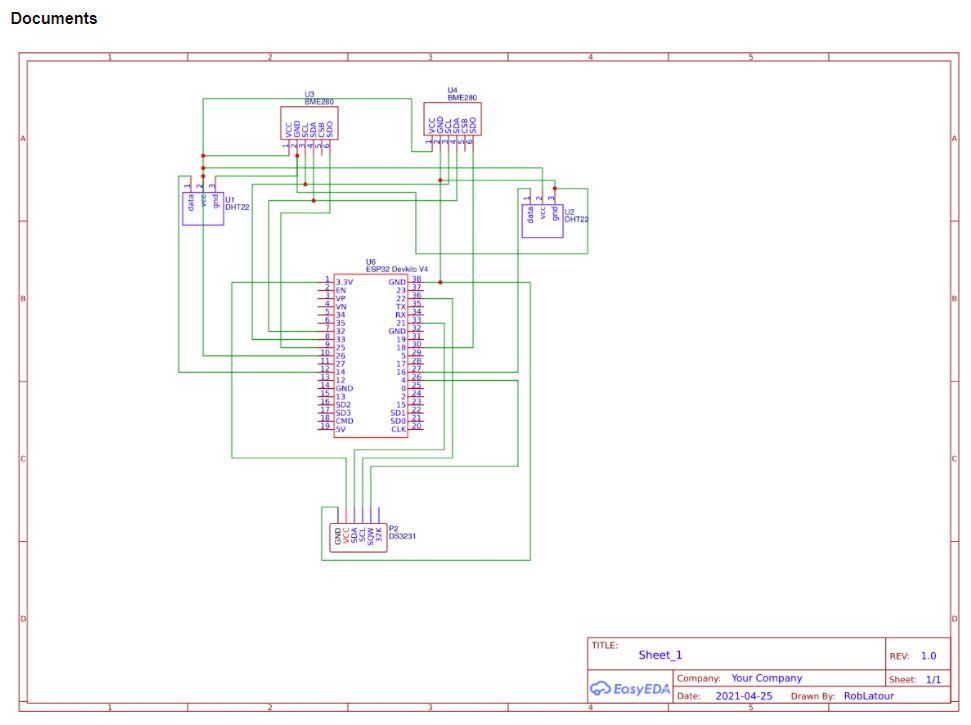 Documents
1 2 3 4 5
A
B
C
D
A
B
C
D
U3
BME280
VCC GND SCL SDA CSB SDO
1 2 3 4 5 6
U4
BME280
VCC GND SCL SDA CSB SDO
1 2 3 4 5 6
1 2 3
data vcc gnd
U1
DHT22
1 2 3
data vcc gnd
U2
DHT22
U6
ESP32 Devkitc V4
1 3.3V GND 38
2 EN 23 37
3 VP 22 36
4 VN TX 35
5 34 RX 34
6 35 21 33
7 32 GND 32
8 33 19 31
9 25 18 30
10 26 5 29
11 27 17 28
12 14 16 27
13 12 4 26
14 GND 0 25
15 13 2 24
16 SD2 15 23
17 SD3 SD1 22
18 CMD SD0 21
19 5V CLK 20
GND VCC SDA SCL SQW 32K
P2
DS3231
TITLE:
Sheet_1
REV: 1.0
EasyEDA
Company: Your Company
Sheet: 1/1
Date: 2021-04-25 Drawn By: RobLatour
1 2 3 4 5